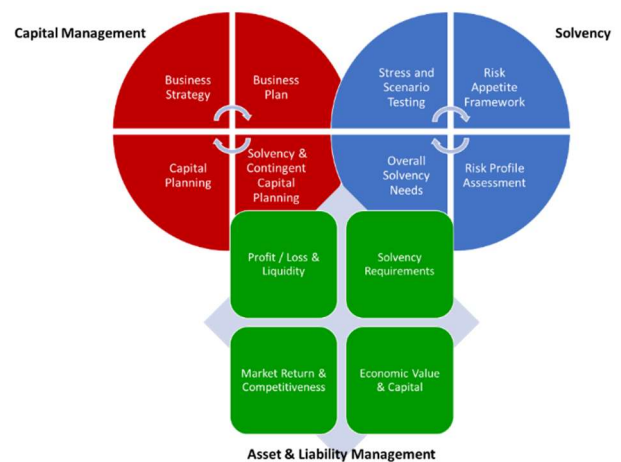 Capital Management
Solvency
Business
Strategy
Business
Plan
Capital
Planning
Solvency &
Contingent
Capital
Planning
Stress and
Scenario
Testing
Risk
Appetite
Framework
Overall
Solvency
Needs
Risk Profile
Assessment
Profit / Loss &
Liquidity
Solvency
Requirements
Market Return &
Competitiveness
Economic Value
& Capital
Asset & Liability Management